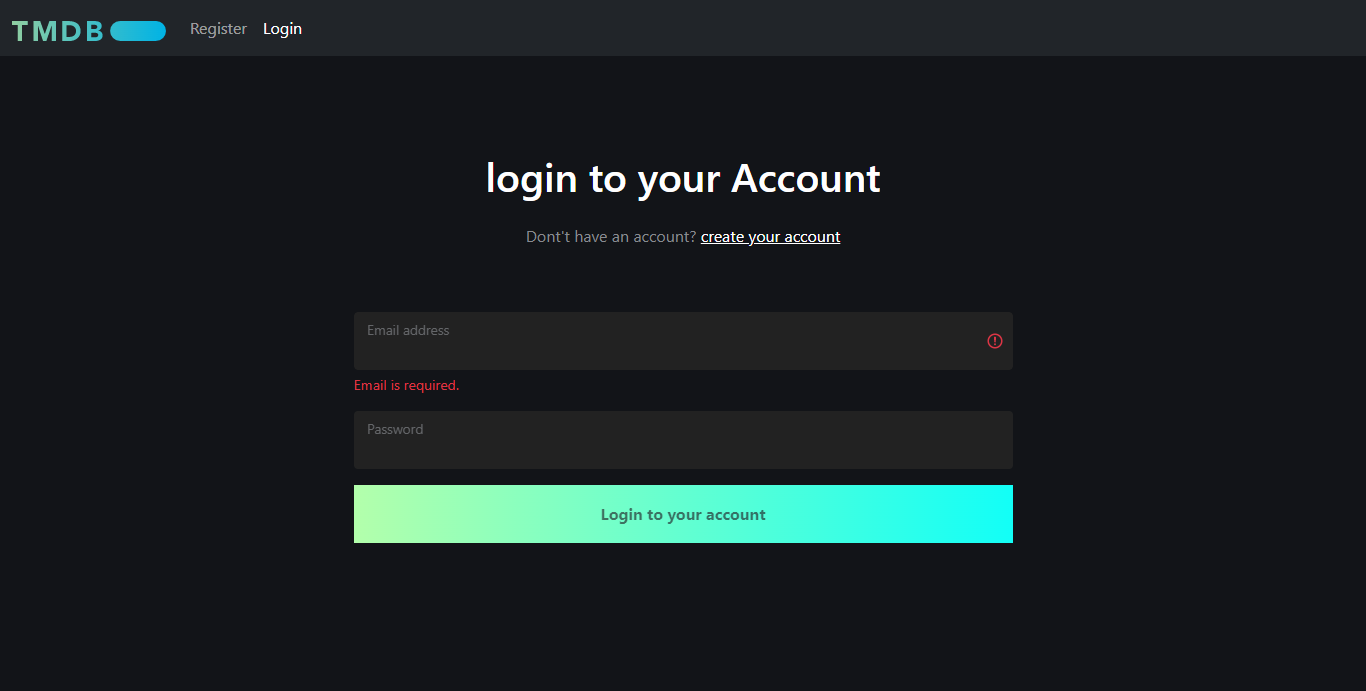 TMDB Register Login
login to your Account
Dont't have an account? create your account
Email address
Email is required.
Password
Login to your account